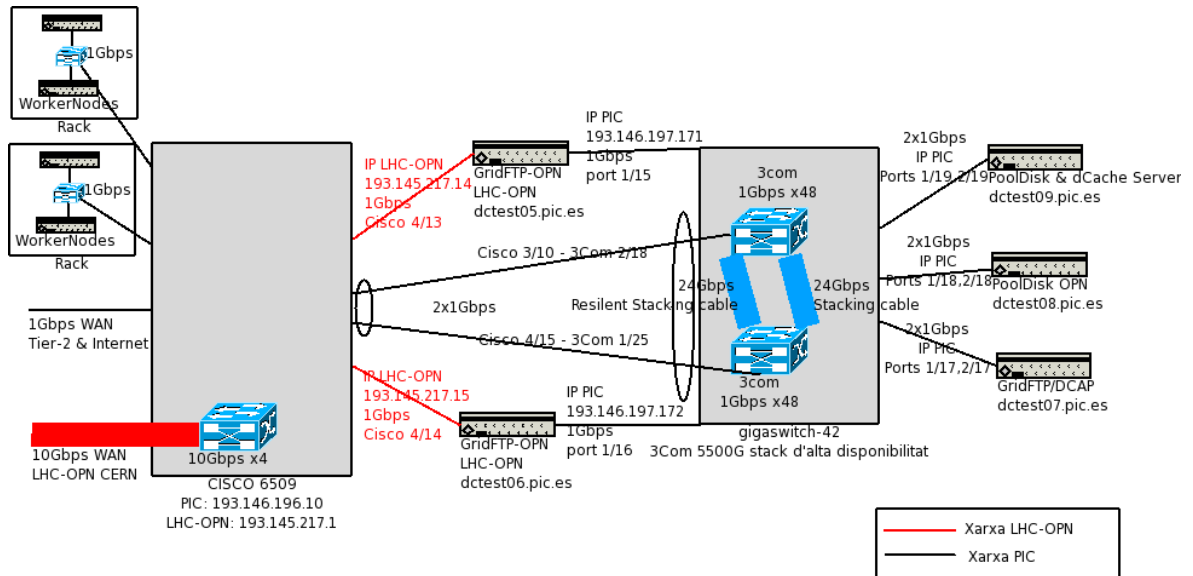 1Gbps
WorkerNodes
Rack
1Gbps
WorkerNodes
Rack
1Gbps WAN
Tier-2 & Internet
10Gbps WAN
LHC-OPN CERN
10Gbps x4
CISCO 6509
PIC: 193.146.196.10
LHC-OPN: 193.145.217.1
IP LHC-OPN
193.145.217.14
1Gbps
Cisco 4/13
GridFTP-OPN
LHC-OPN
dctest05.pic.es
IP PIC
193.146.197.171
1Gbps
port 1/15
Cisco 3/10 - 3Com 2/18
2x1Gbps
Cisco 4/15 - 3Com 1/25
IP LHC-OPN
193.145.217.15
1Gbps
Cisco 4/14
GridFTP-OPN
LHC-OPN
dctest06.pic.es
IP PIC
193.146.197.172
1Gbps
port 1/16
3com
1Gbps x48
24Gbps
Resilent Stacking cable
24Gbps
Stacking cable
3com
1Gbps x48
gigaswitch-42
3Com 5500G stack d'alta disponibilitat
2x1Gbps
IP PIC
Ports 1/19,2/19
PoolDisk & dCache Server
dctest09.pic.es
2x1Gbps
IP PIC
Ports 1/18,2/18
PoolDisk OPN
dctest08.pic.es
2x1Gbps
IP PIC
Ports 1/17,2/17
GridFTP/DCAP
dctest07.pic.es
Xarxa LHC-OPN
Xarxa PIC